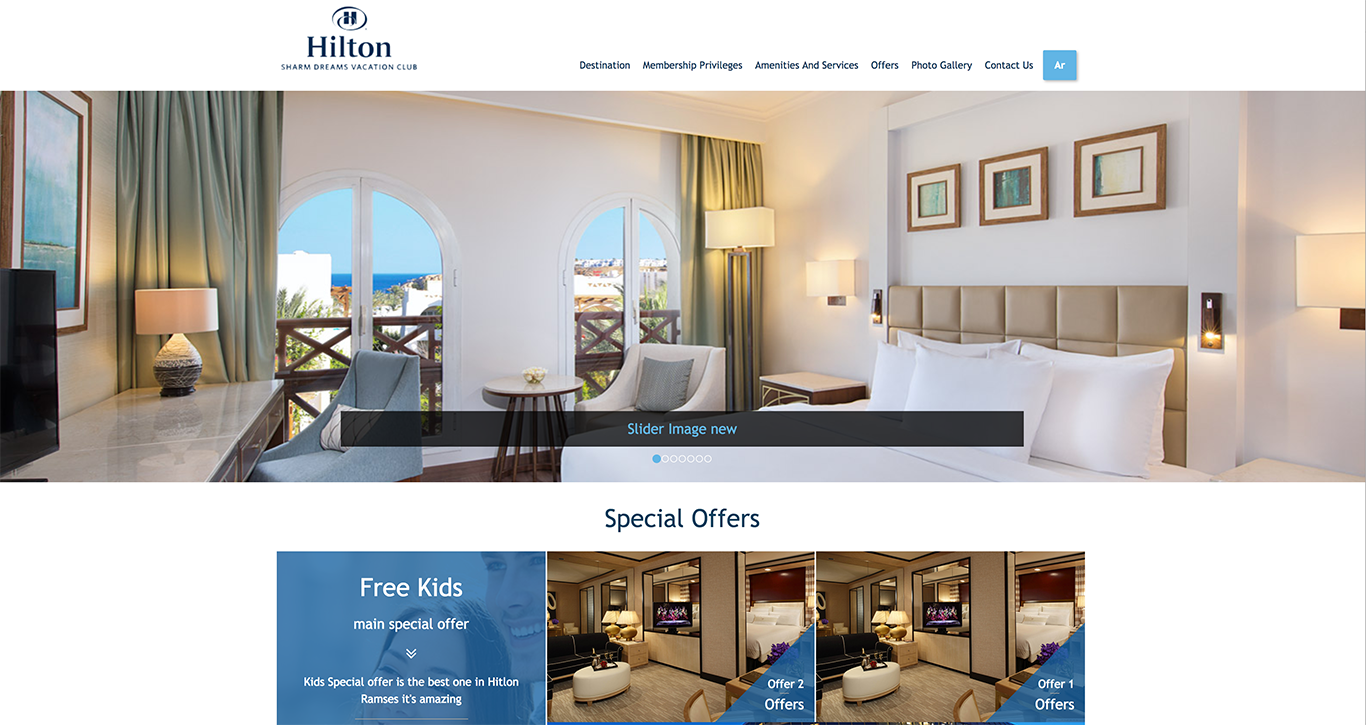 Hilton
SHARM DREAMS VACATION CLUB
Destination Membership Privileges Amenities And Services Offers Photo Gallery Contact Us Ar
Slider Image new
Special Offers
Free Kids
main special offer
Kids Special offer is the best one in Hitlon
Ramses it's amazing
Offer 2
Offers
Offer 1
Offers